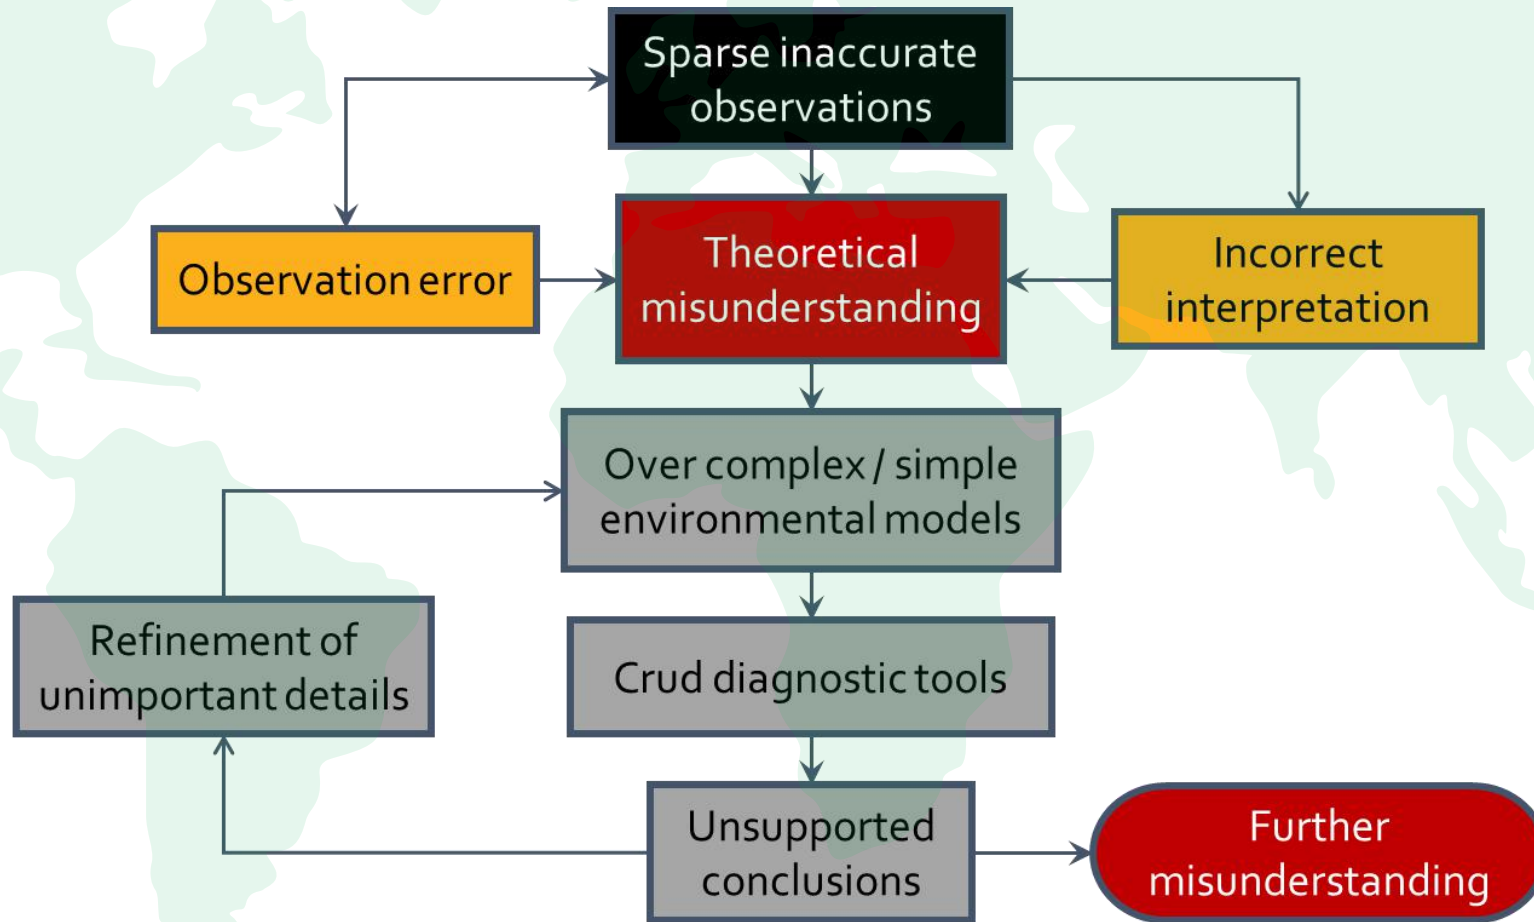 Sparse inaccurate
observations
Observation error
Theoretical
misunderstanding
Incorrect
interpretation
Over complex / simple
environmental models
Refinement of
unimportant details
Crud diagnostic tools
Unsupported
conclusions
Further
misunderstanding